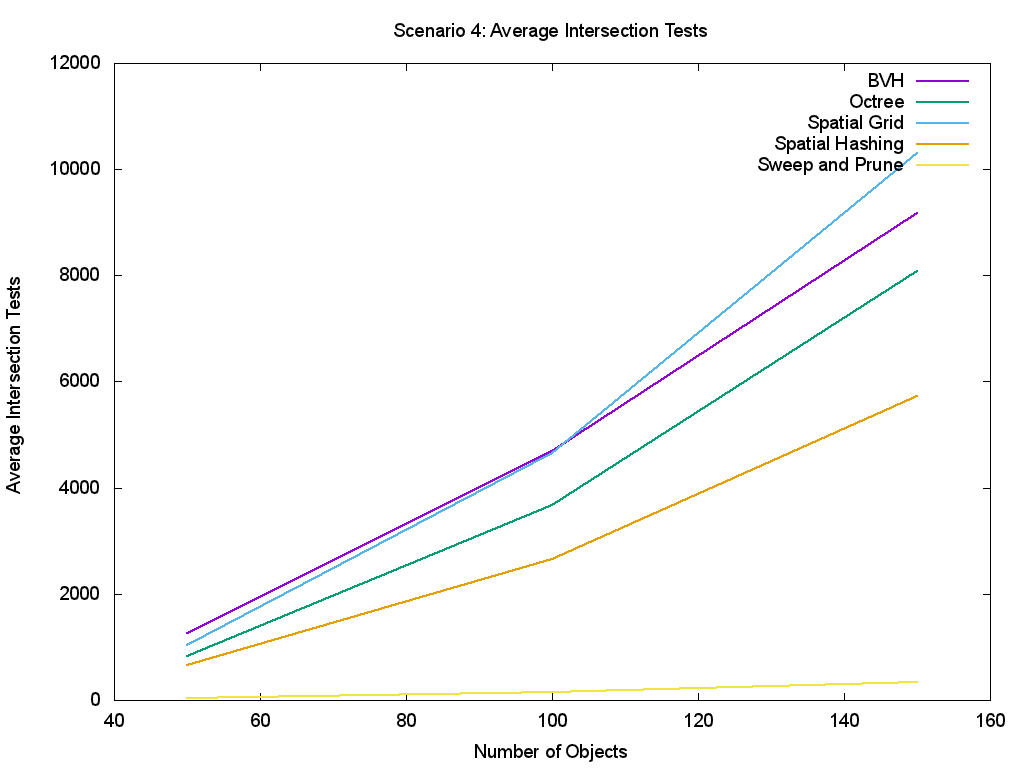 Scenario 4: Average Intersection Tests
12000
10000
8000
6000
4000
2000
0
Average Intersection Tests
BVH
Octree
Spatial Grid
Spatial Hashing
Sweep and Prune
40 60 80 100 120 140 160
Number of Objects